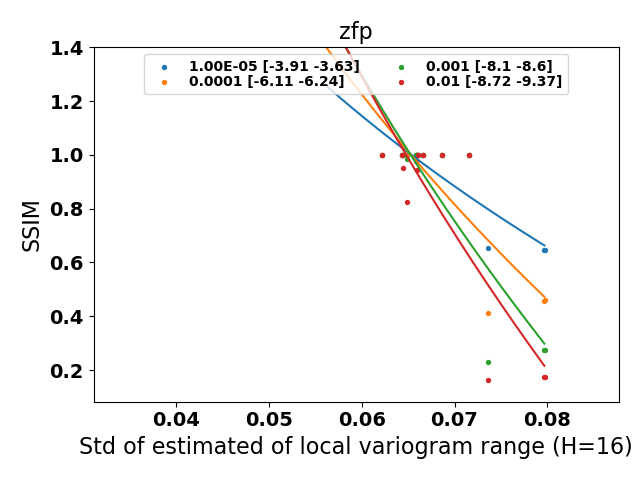 zfp
1.4
1.2
1.0
0.8
0.6
0.4
0.2
SSIM
1.00E-05 [-3.91 -3.63]
0.0001 [-6.11 -6.24]
0.001 [-8.1 -8.6]
0.01 [-8.72 -9.37]
0.04 0.05 0.06 0.07 0.08
Std of estimated of local variogram range (H=16)